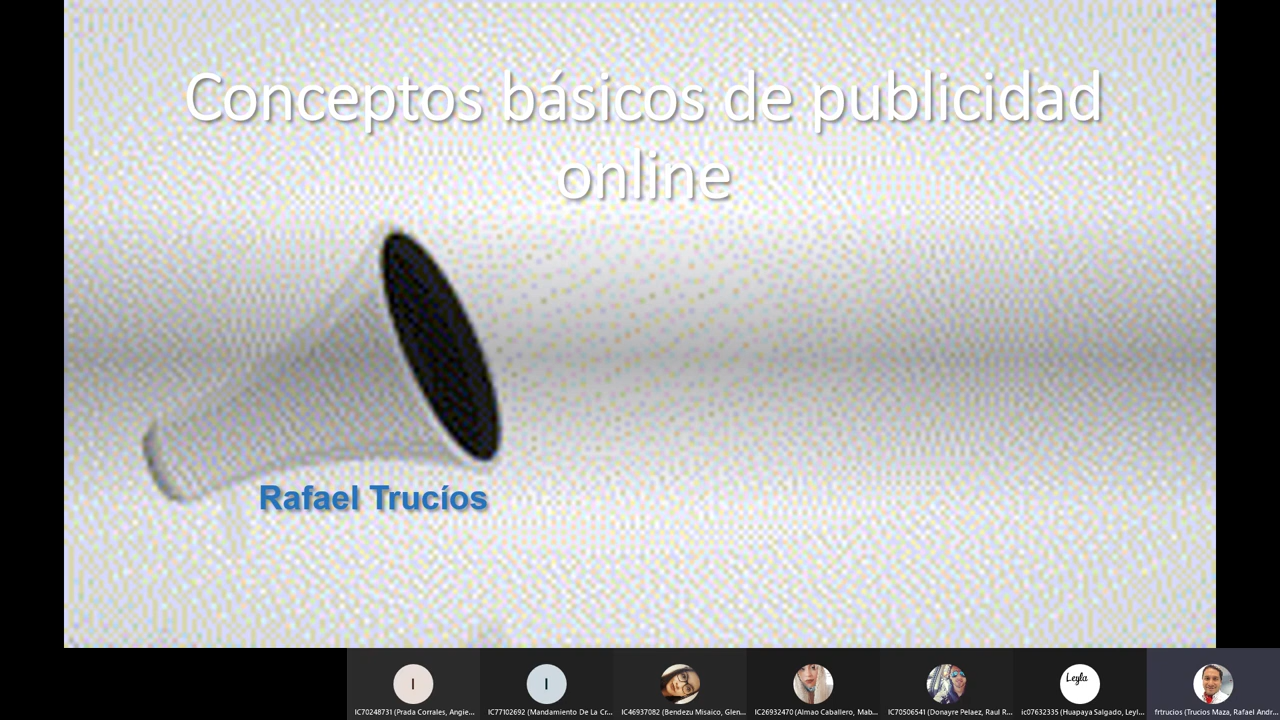 Conceptos básicos de publicidad
online
Rafael Trucíos
I
I
Leyla
IC70248731 (Prada Corrales, Angie...
IC77102692 (Mandamiento De La Cr...
IC46937082 (Bendezu Misaico, Glen...
IC26932470 (Almao Caballero, Mab...
IC70506541 (Donayre Pelaez, Raul R...
ic07632335 (Huapaya Salgado, Leyl...
frtrucios (Trucios Maza, Rafael Andr...